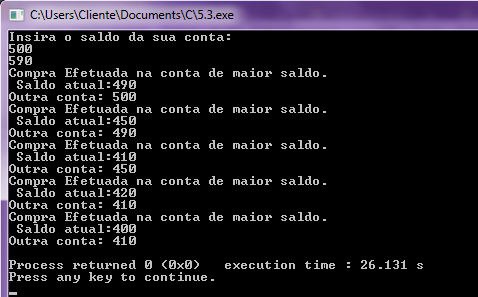 C:\Users\Cliente\Documents\C\5.3.exe
Insira o saldo da sua conta:
500
590
Compra Efetuada na conta de maior saldo.
Saldo atual:490
Outra conta: 500
Compra Efetuada na conta de maior saldo.
Saldo atual:450
Outra conta: 490
Compra Efetuada na conta de maior saldo.
Saldo atual:410
Outra conta: 450
Compra Efetuada na conta de maior saldo.
Saldo atual:420
Outra conta: 410
Compra Efetuada na conta de maior saldo.
Saldo atual:400
Outra conta: 410
Process returned 0 (0x0)   execution time : 26.131 s
Press any key to continue.